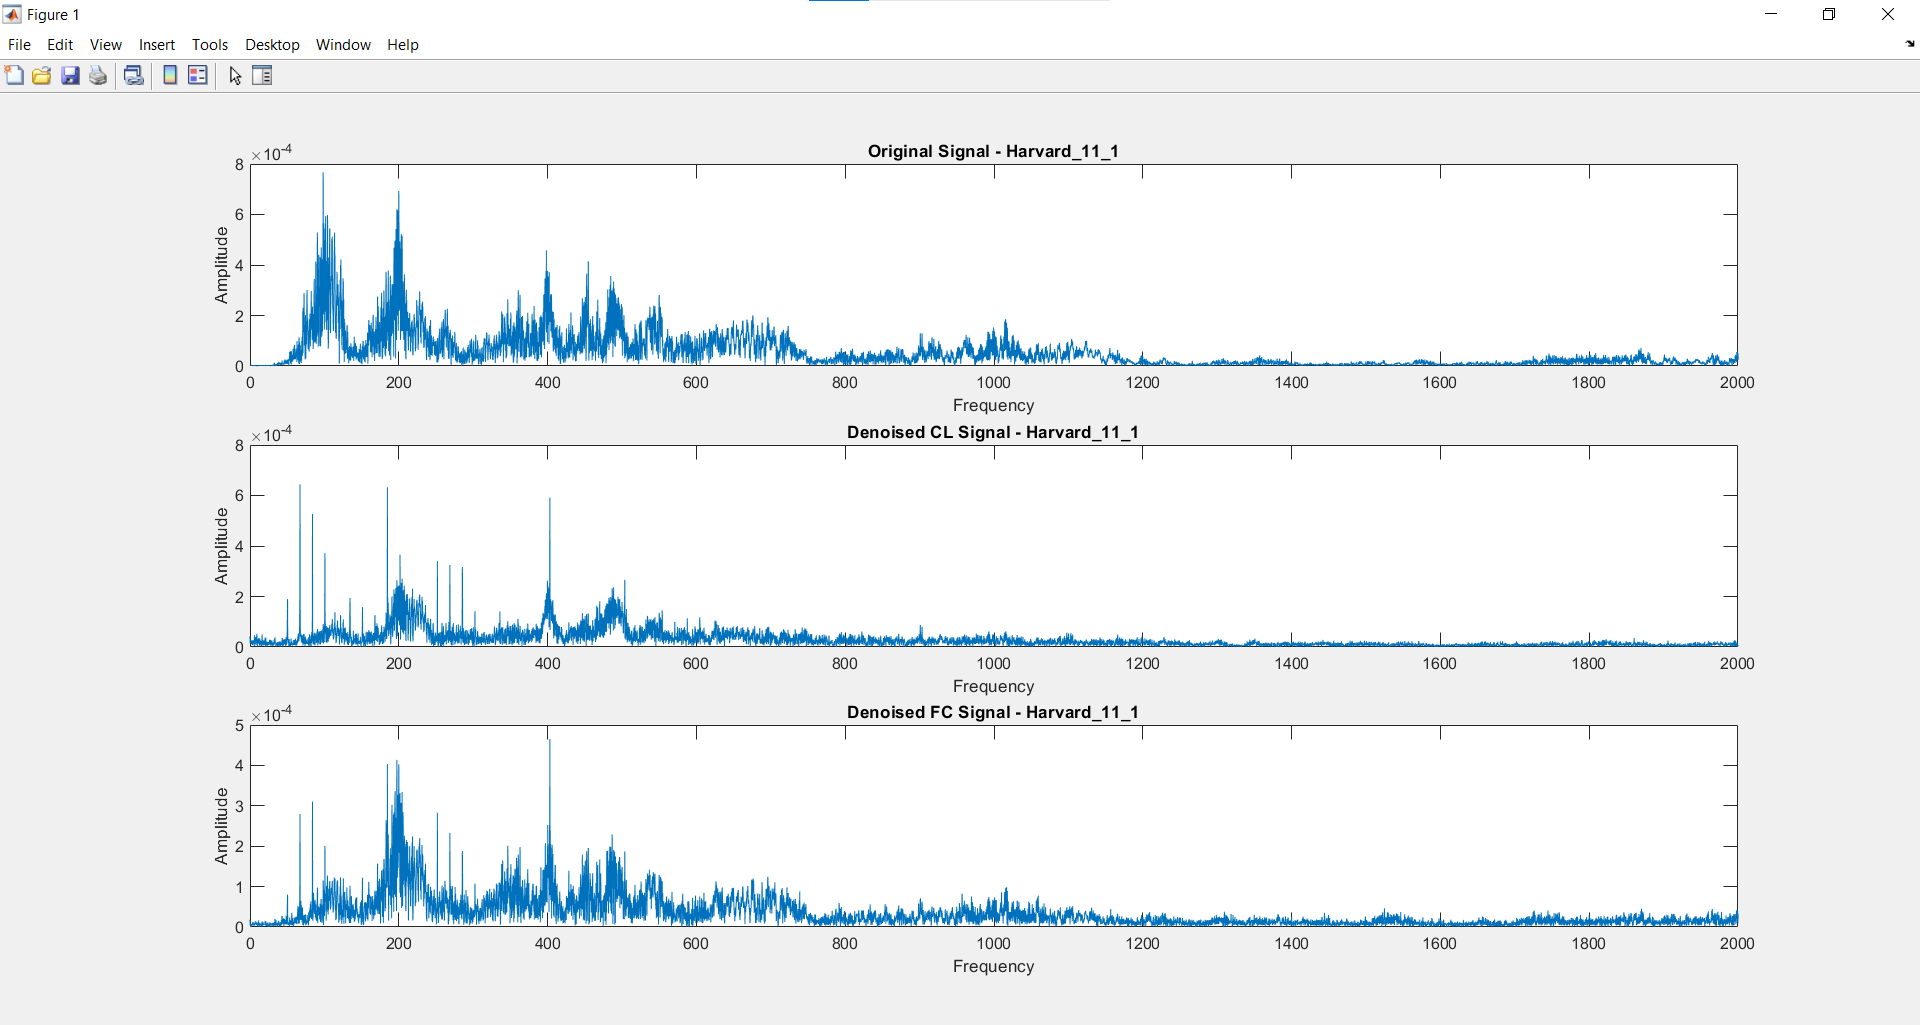 Figure 1
File Edit View Insert Tools Desktop Window Help
Original Signal - Harvard_11_1
×10-4
8
6
4
2
0
Amplitude
0 200 400 600 800 1000 1200 1400 1600 1800 2000
Frequency
Denoised CL Signal - Harvard_11_1
×10-4
8
6
4
2
0
Amplitude
0 200 400 600 800 1000 1200 1400 1600 1800 2000
Frequency
Denoised FC Signal - Harvard_11_1
×10-4
5
4
3
2
1
0
Amplitude
0 200 400 600 800 1000 1200 1400 1600 1800 2000
Frequency